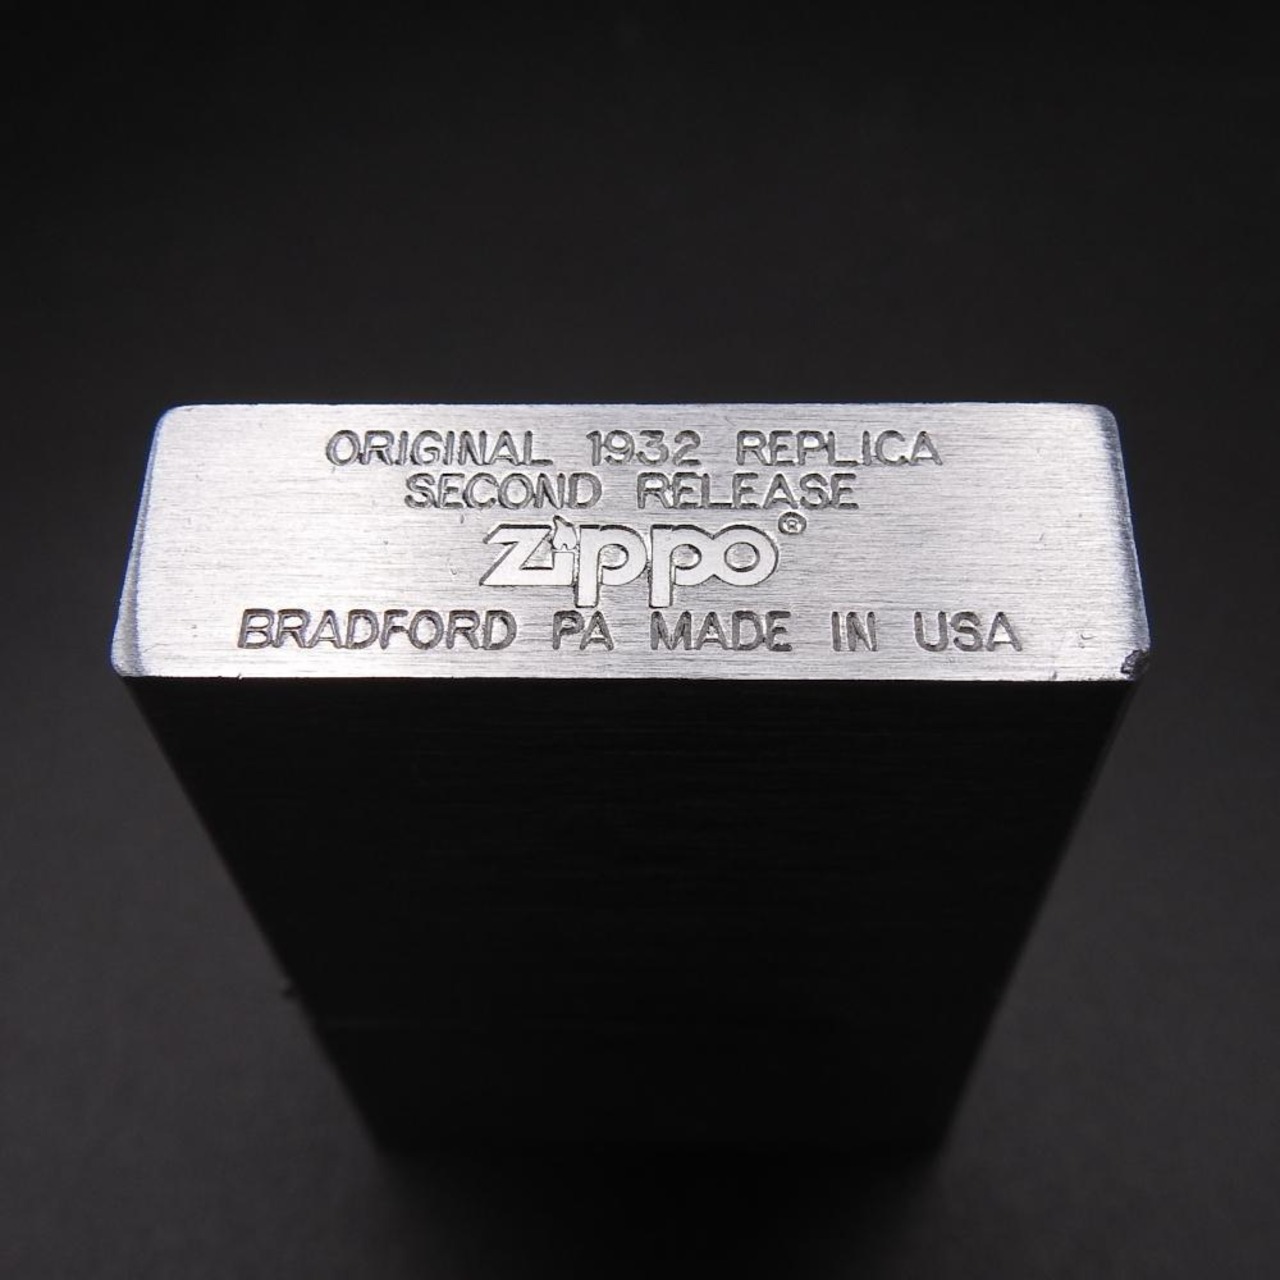 ORIGINAL 1932 REPLICA
SECOND RELEASE
zippo®
BRADFORD PA MADE IN USA